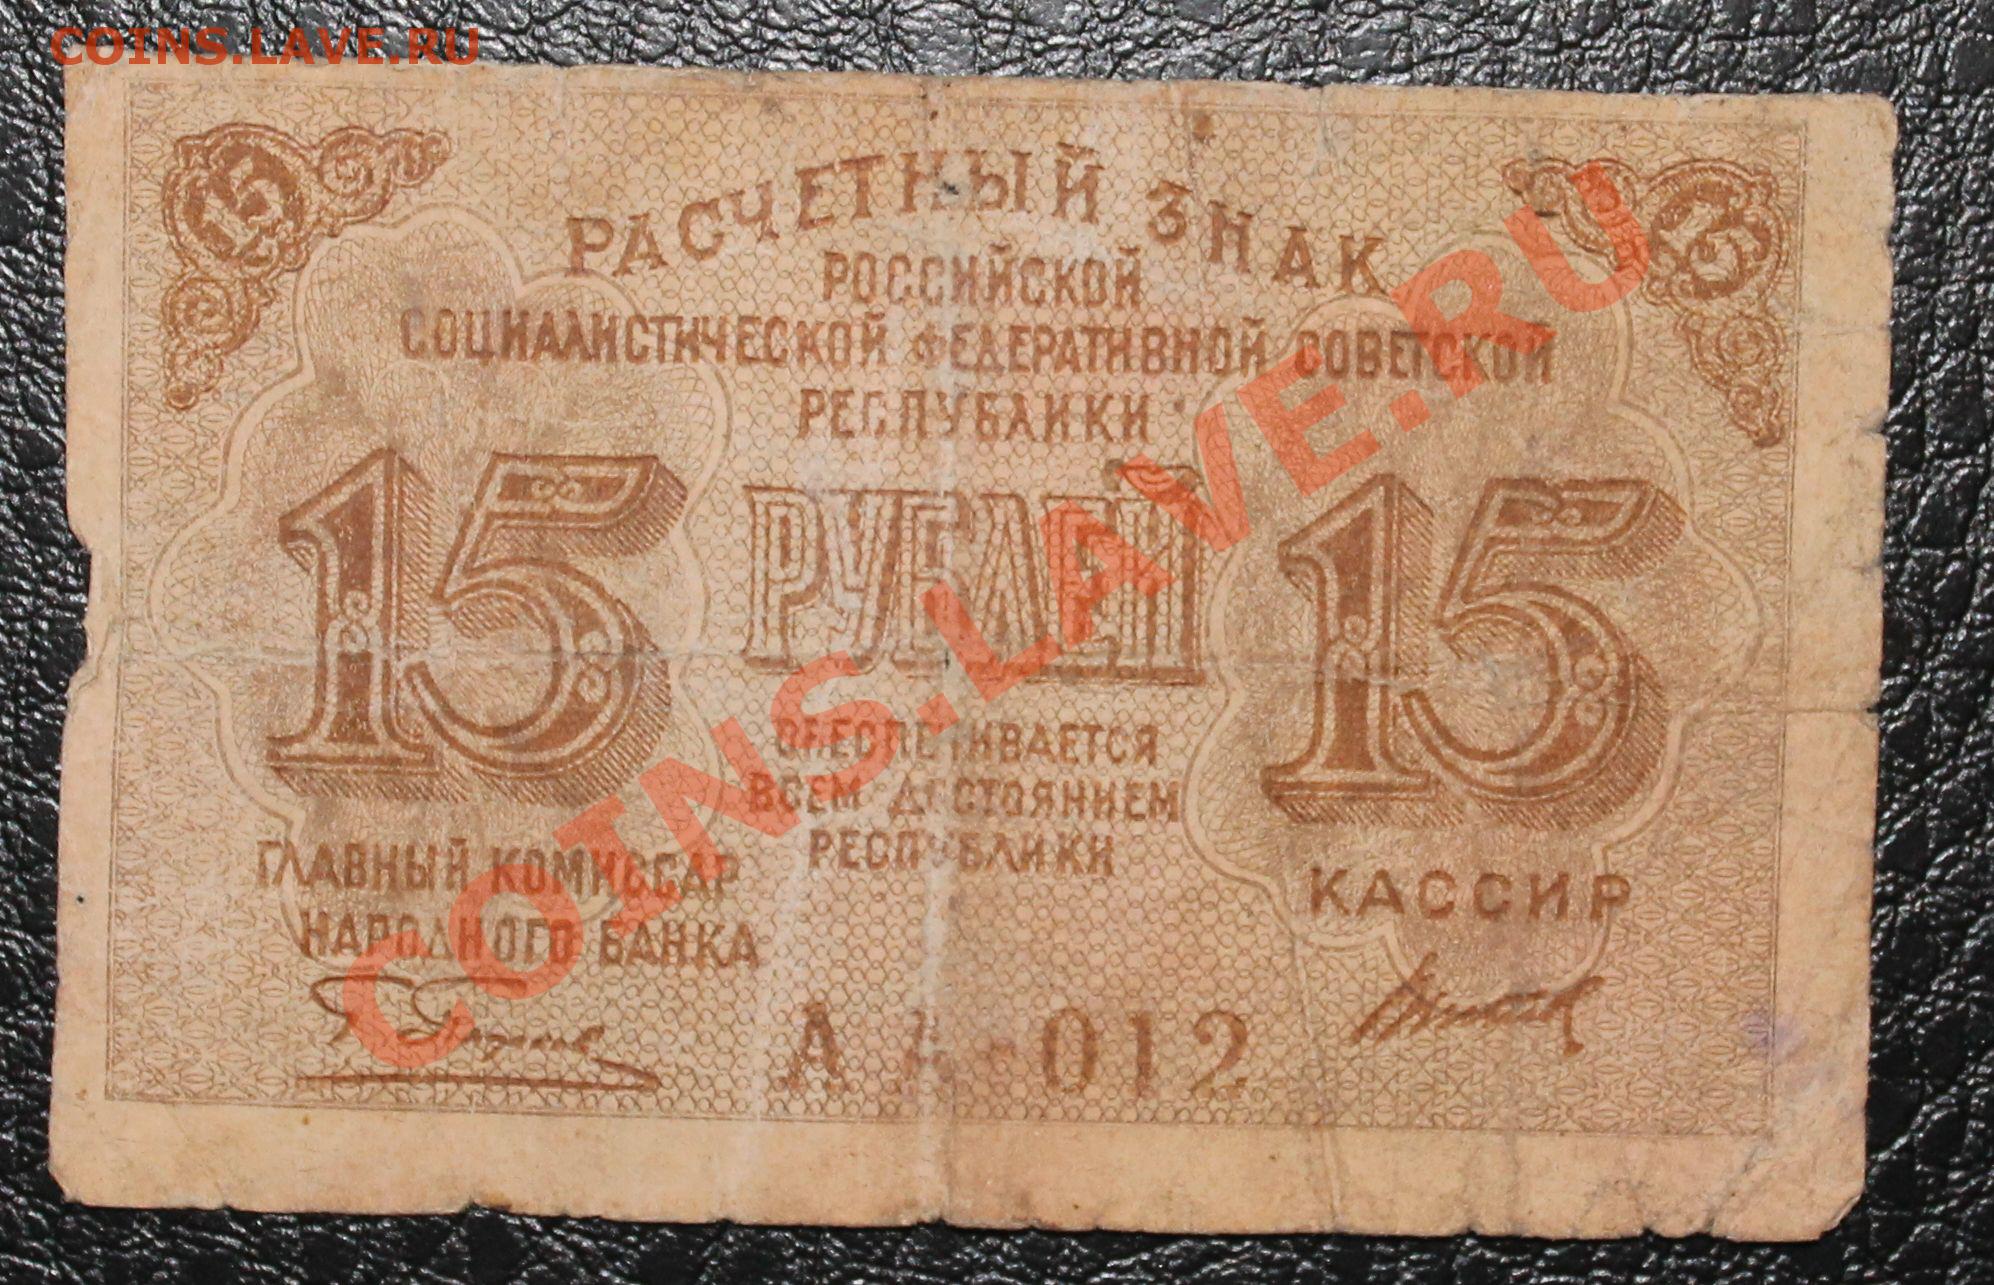 COINS.LAVE.RU
15
15
РАСЧЕТНЫЙ ЗНАК
РОССИЙСКОЙ
СОЦИАЛИСТИЧЕСКОЙ ФЕДЕРАТИВНОЙ СОВЕТСКОЙ
РЕСПУБЛИКИ
15 РУБЛЕЙ 15
ОБЕСПЕЧИВАЕТСЯ
ВСЕМ ДОСТОЯНИЕМ
РЕСПУБЛИКИ
ГЛАВНЫЙ КОМИССАР
НАРОДНОГО БАНКА
КАССИР
А 012
COINS.LAVE.RU